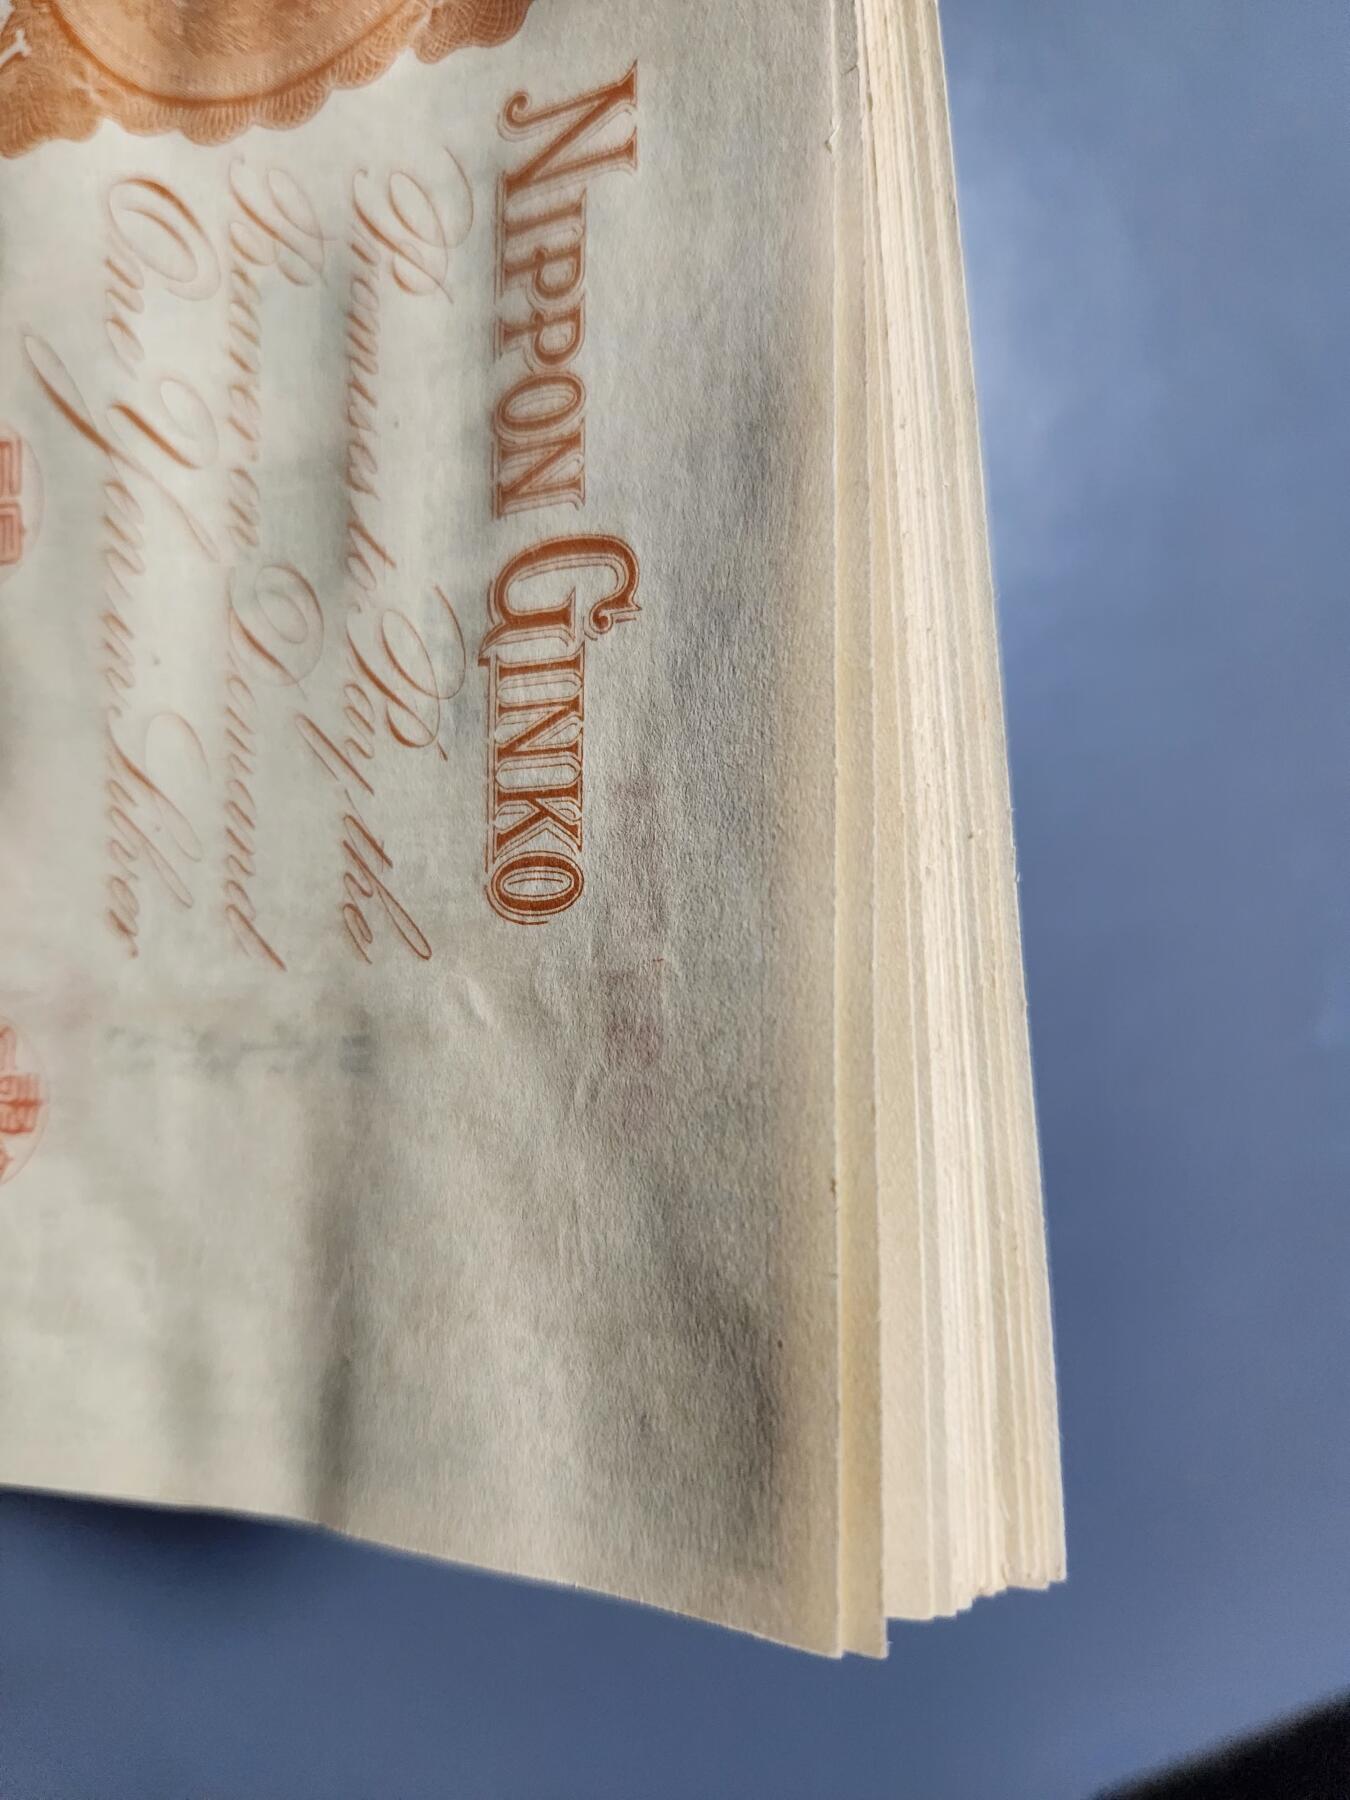 NIPPON GINKO
Promises to Pay the
Bearer on Demand
One Yen in Silver